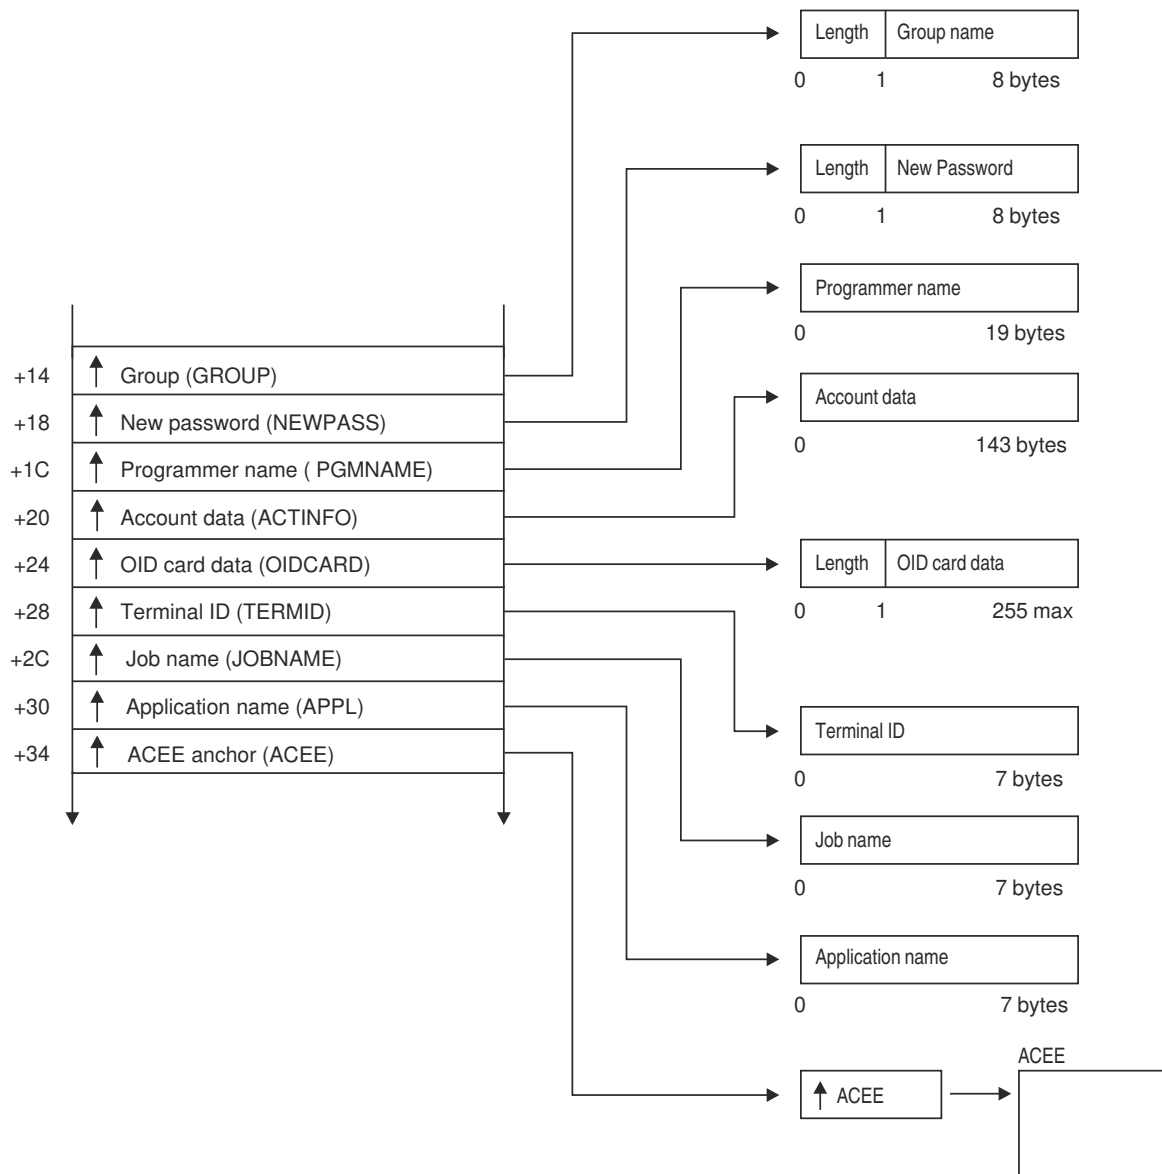 Length Group name
0 1 8 bytes
Length New Password
0 1 8 bytes
Programmer name
0 19 bytes
+14 Group (GROUP)
Account data
+18 New password (NEWPASS)
0 143 bytes
+1C Programmer name ( PGMNAME)
+20 Account data (ACTINFO)
+24 OID card data (OIDCARD)
Length OID card data
+28 Terminal ID (TERMID)
0 1 255 max
+2C Job name (JOBNAME)
+30 Application name (APPL)
Terminal ID
+34 ACEE anchor (ACEE)
0 7 bytes
Job name
0 7 bytes
Application name
0 7 bytes
ACEE
ACEE